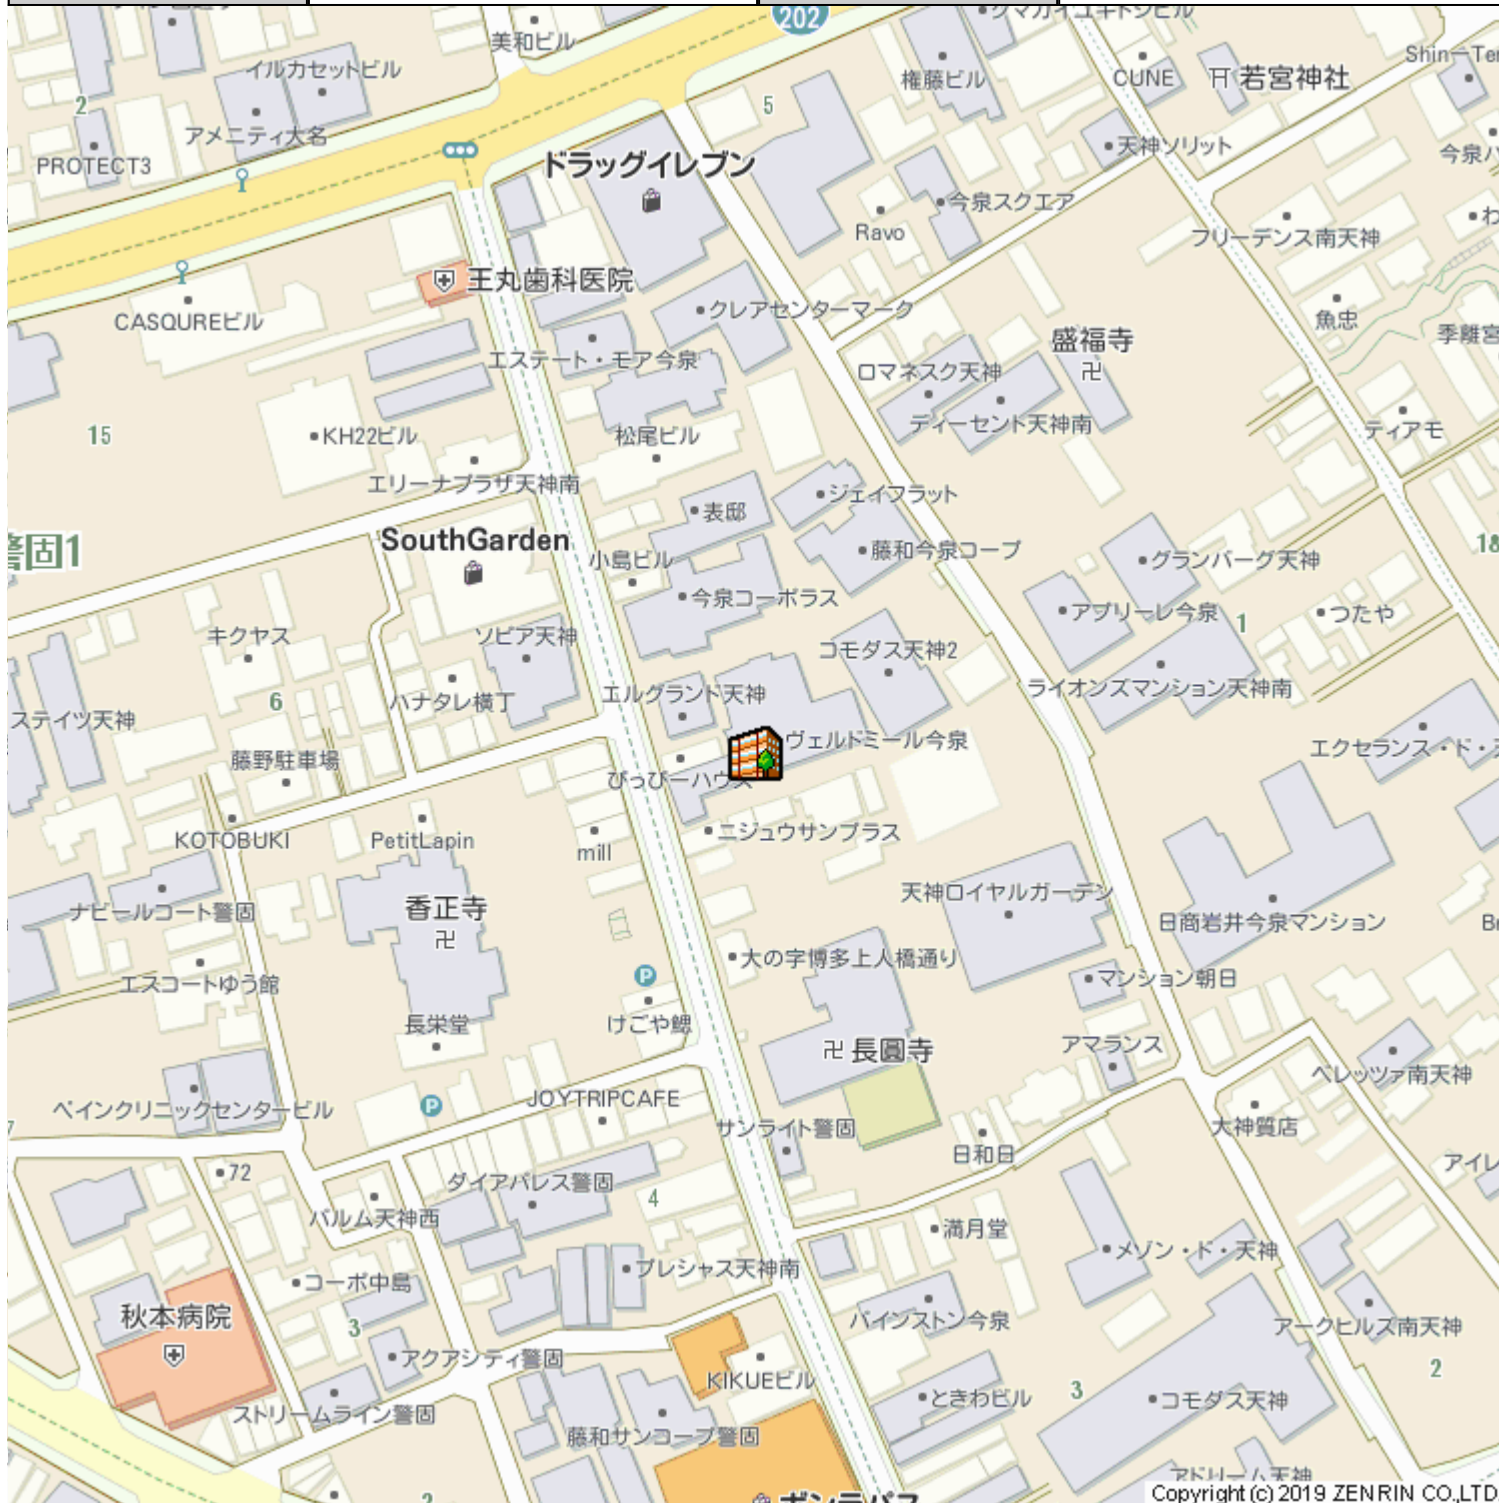 202
美和ビル
イルカセットビル
権藤ビル
CUNE
若宮神社
2
5
アメニティ大名
PROTECT3
天神ソリット
ドラッグイレブン
今泉スクエア
Ravo
フリーデンス南天神
王丸歯科医院
CASQUREビル
クレアセンターマーク
魚忠
盛福寺
エステート・モア今泉
ロマネスク天神
ディーセント天神南
15
KH22ビル
松尾ビル
ティアモ
エリーナプラザ天神南
ジェイフラット
表邸
SouthGarden
警固1
小島ビル
藤和今泉コープ
グランバーグ天神
18
今泉コーポラス
アプリーレ今泉
1
つたや
キクヤス
ソピア天神
コモダス天神2
6
ハナタレ横丁
エルグランド天神
ライオンズマンション天神南
ステイツ天神
藤野駐車場
ヴェルドミール今泉
ぴっぴーハウス
KOTOBUKI
PetitLapin
mill
ニジュウサンプラス
天神ロイヤルガーデン
ナビールコート警固
香正寺
日商岩井今泉マンション
エスコートゆう館
P
大の字博多上人橋通り
マンション朝日
長栄堂
けごや鰓
長圓寺
アマランス
ベレッツァ南天神
ペインクリニックセンタービル
P
JOYTRIPCAFE
サンライト警固
日和日
大神質店
72
ダイアパレス警固
4
パルム天神西
満月堂
メゾン・ド・天神
コーポ中島
プレシャス天神南
秋本病院
3
パインストン今泉
アークヒルズ南天神
アクアシティ警固
KIKUEビル
2
ストリームライン警固
ときわビル
3
コモダス天神
藤和サンコープ警固
Copyright (c) 2019 ZENRIN CO.,LTD